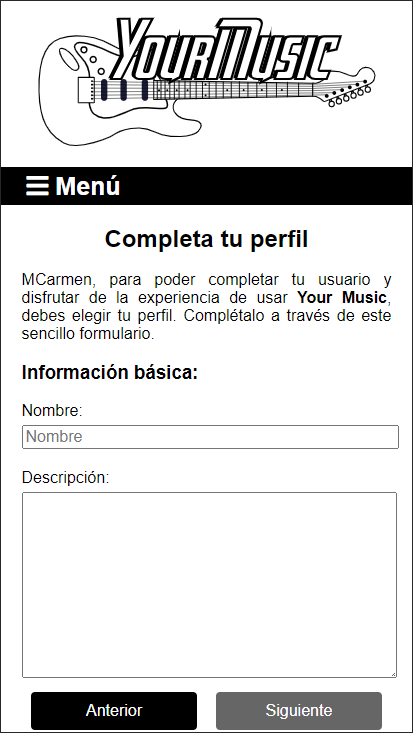 YourMusic
☰ Menú
Completa tu perfil
MCarmen, para poder completar tu usuario y
disfrutar de la experiencia de usar Your Music,
debes elegir tu perfil. Complétalo a través de este
sencillo formulario.
Información básica:
Nombre:
Nombre
Descripción:
Anterior
Siguiente